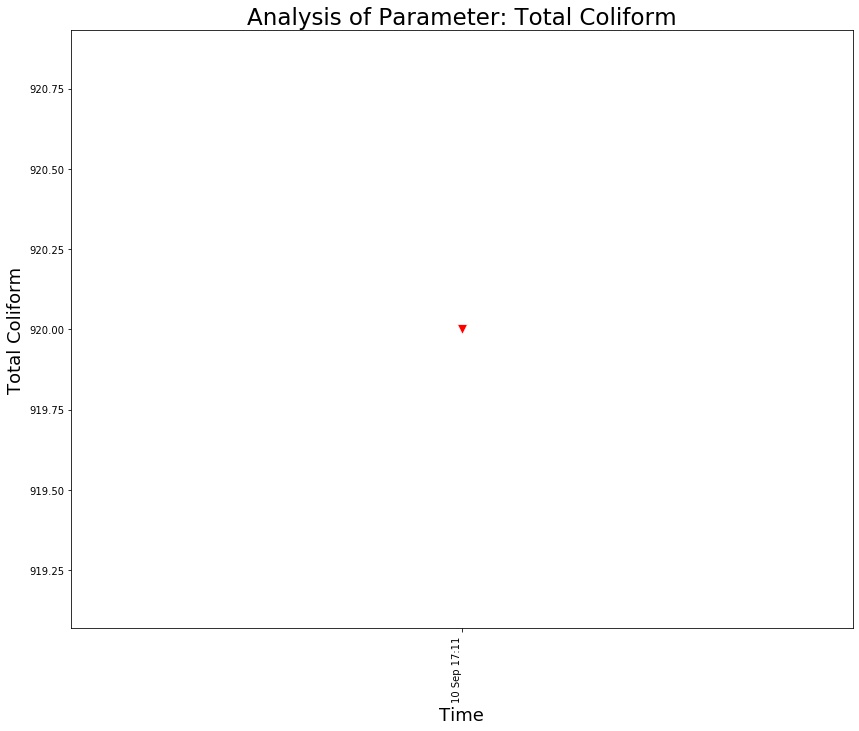 Analysis of Parameter: Total Coliform
920.75
920.50
920.25
920.00
919.75
919.50
919.25
Total Coliform
10 Sep 17:11
Time